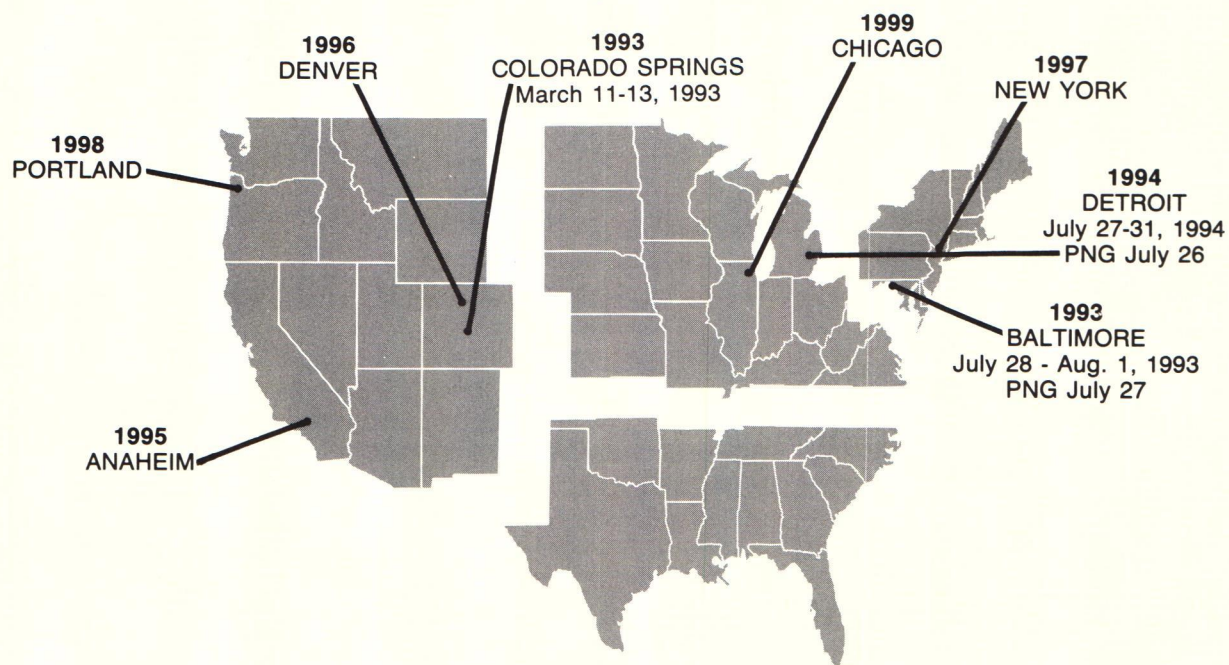 1996
DENVER
1993
COLORADO SPRINGS
March 11-13, 1993
1999
CHICAGO
1997
NEW YORK
1998
PORTLAND
1994
DETROIT
July 27-31, 1994
PNG July 26
1993
BALTIMORE
July 28 - Aug. 1, 1993
PNG July 27
1995
ANAHEIM